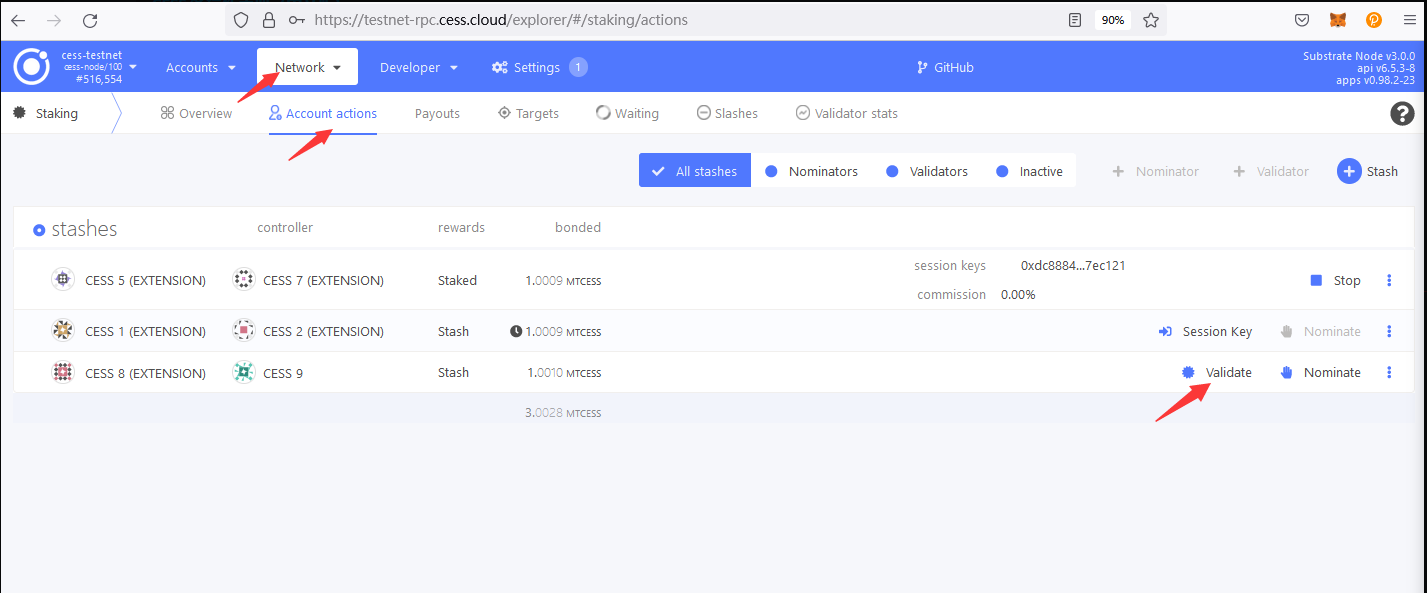 https://testnet-rpc.cess.cloud/explorer/#/staking/actions
90%
cess-testnet
cess-node/100
#516,554
Accounts
Network
Developer
Settings
1
GitHub
Substrate Node v3.0.0
api v6.5.3-8
apps v0.98.2-23
Staking
Overview
Account actions
Payouts
Targets
Waiting
Slashes
Validator stats
?
All stashes
Nominators
Validators
Inactive
+ Nominator
+ Validator
+ Stash
stashes controller rewards bonded
CESS 5 (EXTENSION) CESS 7 (EXTENSION) Staked 1.0009 MTCESS
session keys 0xdc8884...7ec121
commission 0.00%
Stop
CESS 1 (EXTENSION) CESS 2 (EXTENSION) Stash 1.0009 MTCESS Session Key Nominate
CESS 8 (EXTENSION) CESS 9 Stash 1.0010 MTCESS Validate Nominate
3.0028 MTCESS